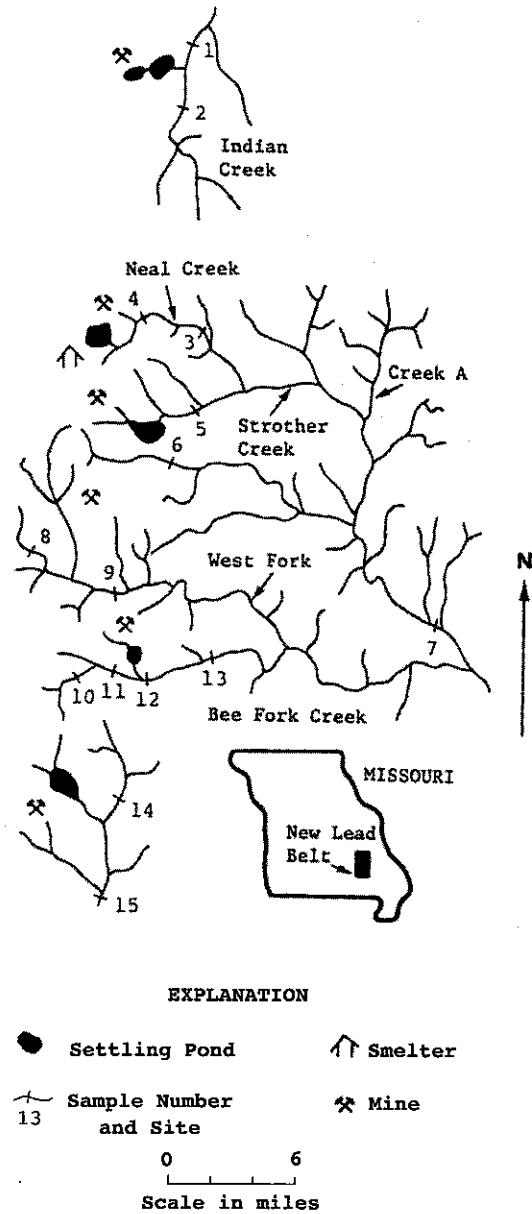 1
2
Indian
Creek
Neal Creek
4
3
Creek A
5
Strother
Creek
6
8
9
West Fork
N
7
10
11
12
13
Bee Fork Creek
14
15
MISSOURI
New Lead
Belt
EXPLANATION
Settling Pond
Smelter
13
Sample Number
and Site
Mine
0
6
Scale in miles